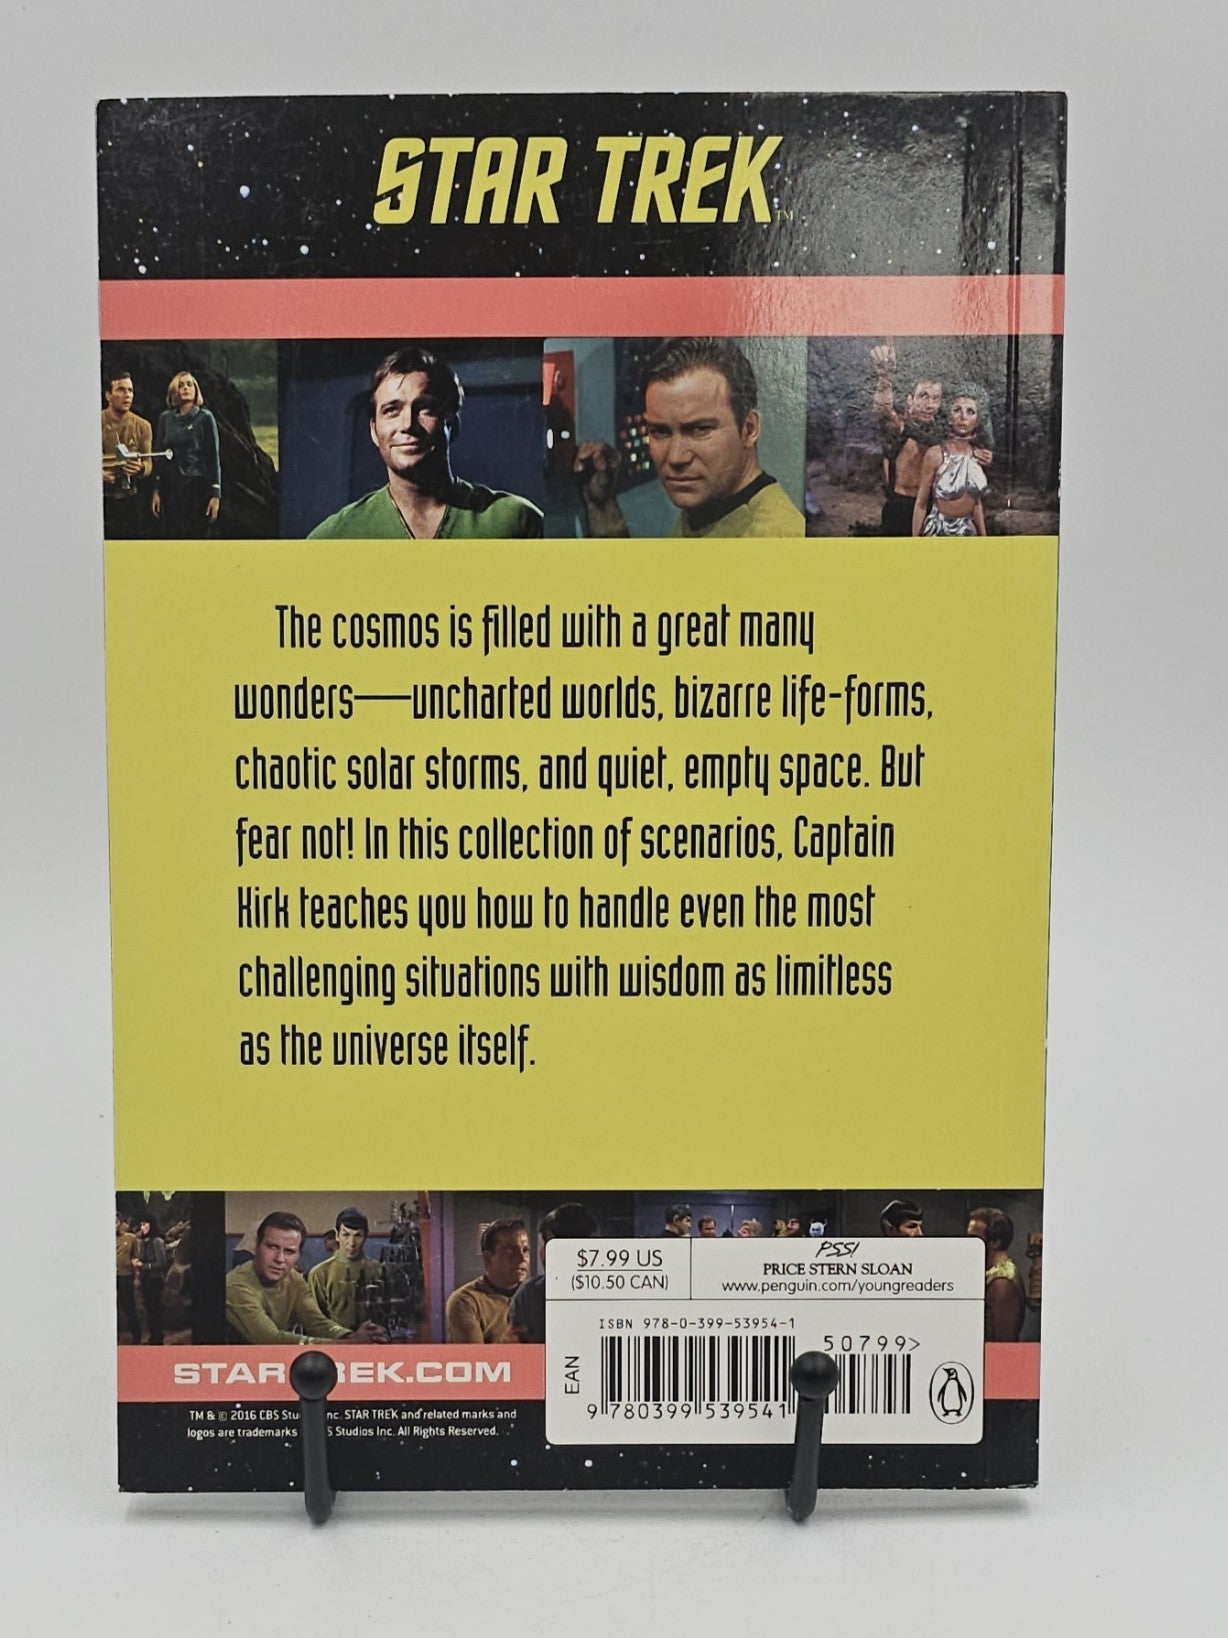 STAR TREK™
The cosmos is filled with a great many
wonders—uncharted worlds, bizarre life-forms,
chaotic solar storms, and quiet, empty space. But
fear not! In this collection of scenarios, Captain
Kirk teaches you how to handle even the most
challenging situations with wisdom as limitless
as the universe itself.
$7.99 US
($10.50 CAN)
PSS!
PRICE STERN SLOAN
www.penguin.com/youngreaders
ISBN 978-0-399-53954-1
50799>
EAN
9 780399 539541
STAR REK.COM
TM & © 2016 CBS Stu nc. STAR TREK and related marks and
logos are trademarks S Studios Inc. All Rights Reserved.